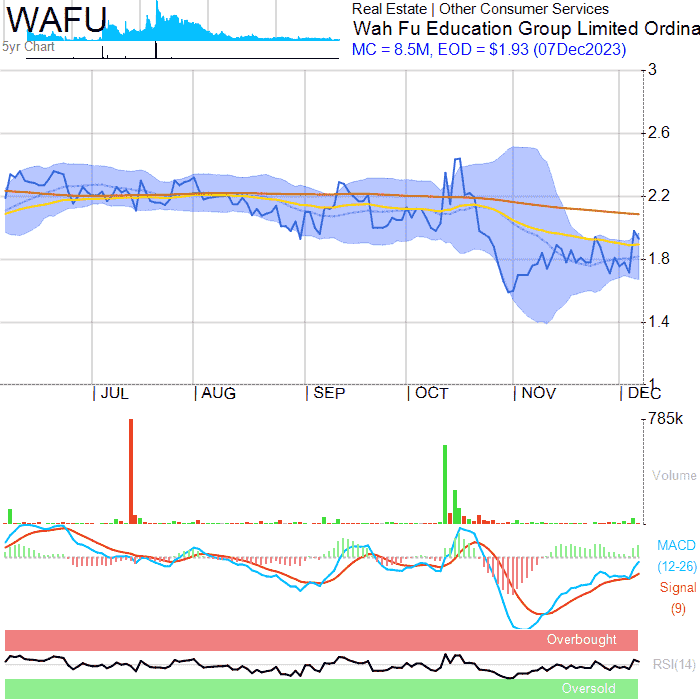 WAFU
5yr Chart
Real Estate | Other Consumer Services
Wah Fu Education Group Limited Ordina
MC = 8.5M, EOD = $1.93 (07Dec2023)
3
2.6
2.2
1.8
1.4
1
JUL
AUG
SEP
OCT
NOV
DEC
785k
Volume
MACD
(12-26)
Signal
(9)
Overbought
RSI(14)
Oversold